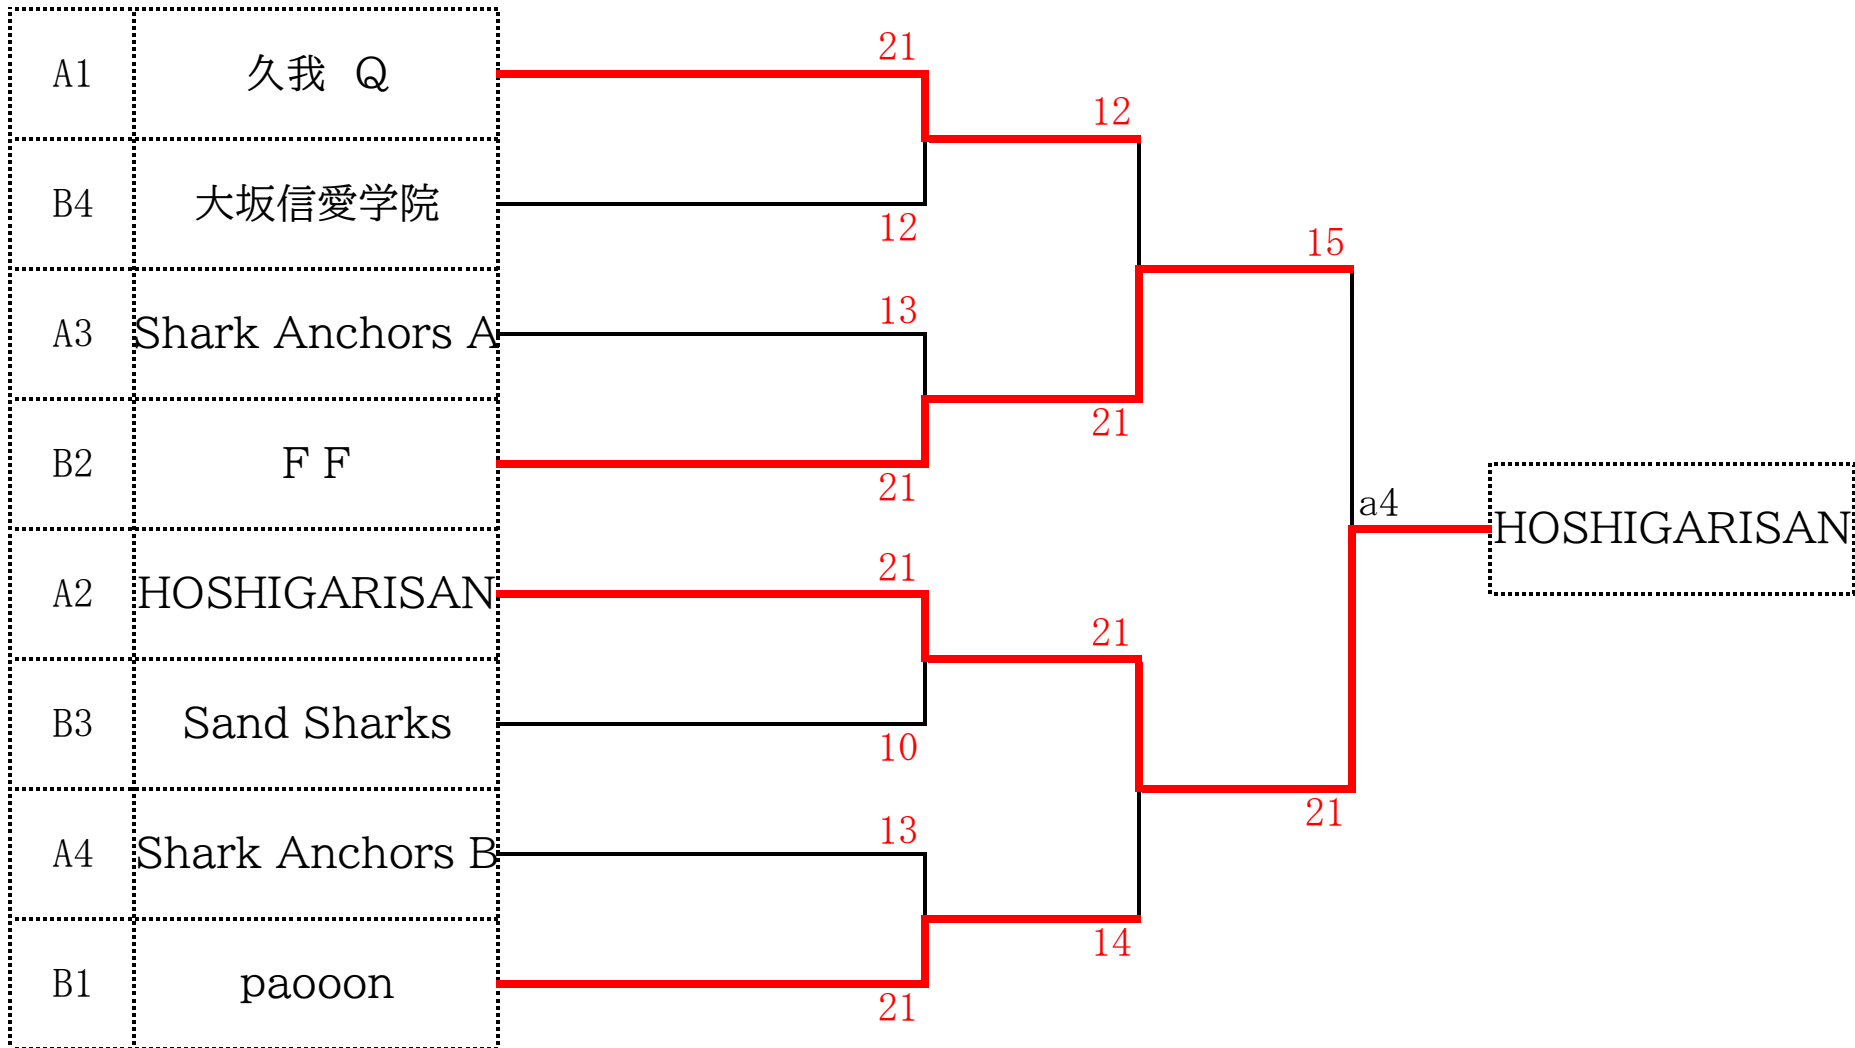 21
A1 久我 Q
12
B4 大坂信愛学院
12
15
13
A3 Shark Anchors A
21
B2 F F
21
a4
HOSHIGARISAN
21
A2 HOSHIGARISAN
21
B3 Sand Sharks
10
21
13
A4 Shark Anchors B
14
B1 paooon
21